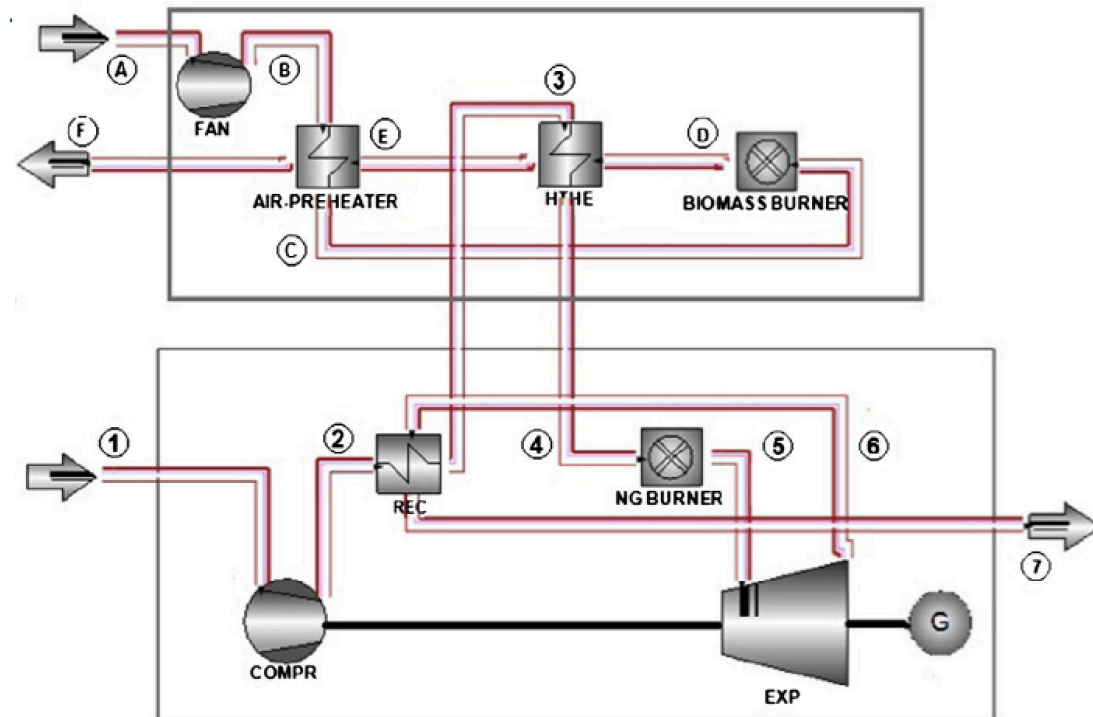 A
B
FAN
F
E
AIR-PREHEATER
C
3
HTHE
D
BIOMASS BURNER
1
2
REC
4
NG BURNER
5
6
7
COMPR
EXP
G